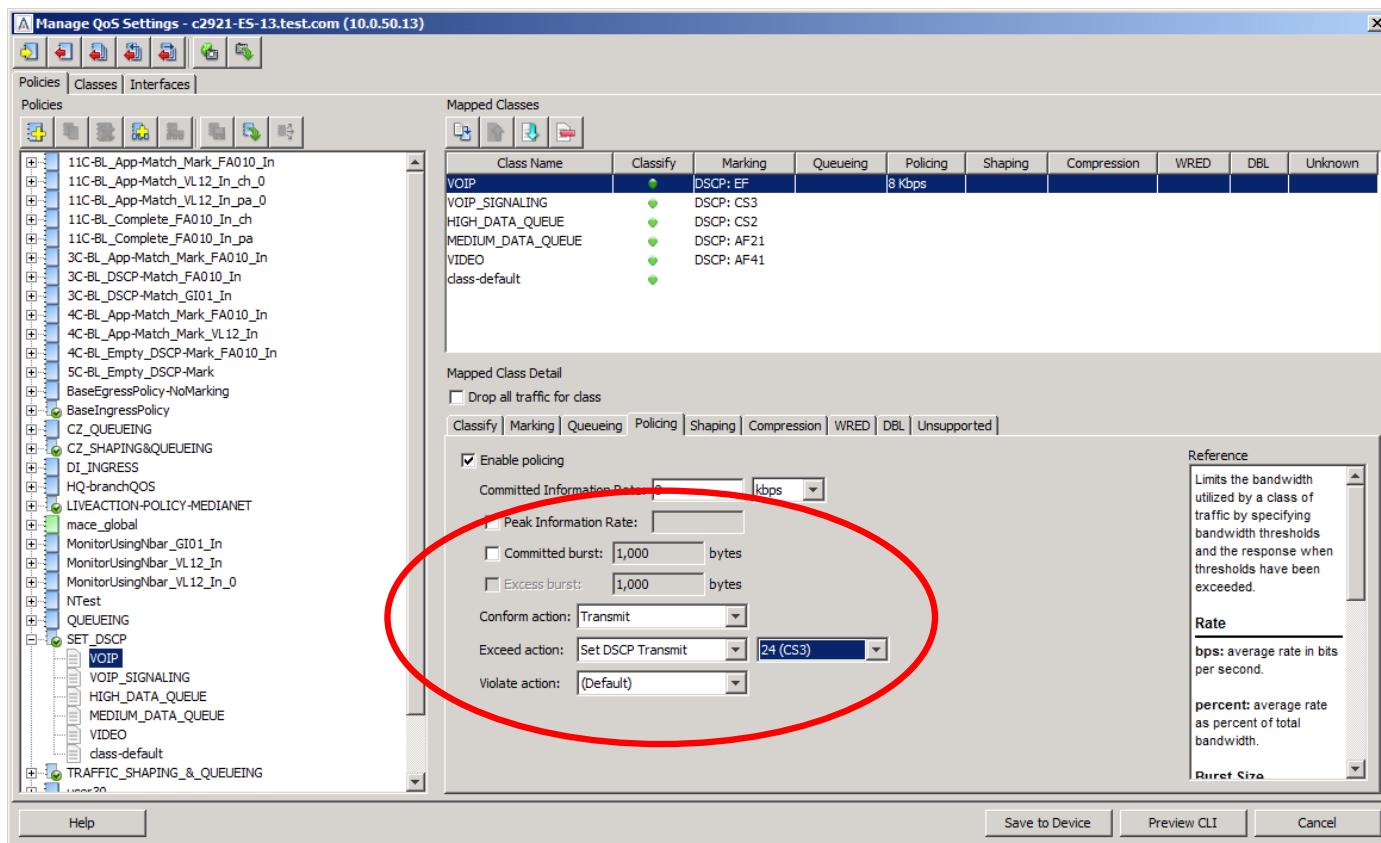 Manage QoS Settings - c2921-ES-13.test.com (10.0.50.13)
Policies Classes Interfaces
Policies
11C-BL_App-Match_Mark_FA010_In
11C-BL_App-Match_VL12_In_ch_0
11C-BL_App-Match_VL12_In_pa_0
11C-BL_Complete_FA010_In_ch
11C-BL_Complete_FA010_In_pa
3C-BL_App-Match_Mark_FA010_In
3C-BL_DSCP-Match_FA010_In
3C-BL_DSCP-Match_GI01_In
4C-BL_App-Match_Mark_FA010_In
4C-BL_App-Match_Mark_VL12_In
4C-BL_Empty_DSCP-Mark_FA010_In
5C-BL_Empty_DSCP-Mark
BaseEgressPolicy-NoMarking
BaseIngressPolicy
CZ_QUEUEING
CZ_SHAPING&QUEUEING
DI_INGRESS
HQ-branchQOS
LIVEACTION-POLICY-MEDIANET
mace_global
MonitorUsingNbar_GI01_In
MonitorUsingNbar_VL12_In
MonitorUsingNbar_VL12_In_0
NTest
QUEUEING
SET_DSCP
VOIP
VOIP_SIGNALING
HIGH_DATA_QUEUE
MEDIUM_DATA_QUEUE
VIDEO
class-default
TRAFFIC_SHAPING_&_QUEUEING
Mapped Classes
Class Name Classify Marking Queueing Policing Shaping Compression WRED DBL Unknown
VOIP DSCP: EF 8 Kbps
VOIP_SIGNALING DSCP: CS3
HIGH_DATA_QUEUE DSCP: CS2
MEDIUM_DATA_QUEUE DSCP: AF21
VIDEO DSCP: AF41
class-default
Mapped Class Detail
Drop all traffic for class
Classify Marking Queueing Policing Shaping Compression WRED DBL Unsupported
Enable policing
Committed Information Rate: kbps
Peak Information Rate:
Committed burst: 1,000 bytes
Excess burst: 1,000 bytes
Conform action: Transmit
Exceed action: Set DSCP Transmit 24 (CS3)
Violate action: (Default)
Reference
Limits the bandwidth
utilized by a class of
traffic by specifying
bandwidth thresholds
and the response when
thresholds have been
exceeded.
Rate
bps: average rate in bits
per second.
percent: average rate
as percent of total
bandwidth.
Burst Size
Help Save to Device Preview CLI Cancel